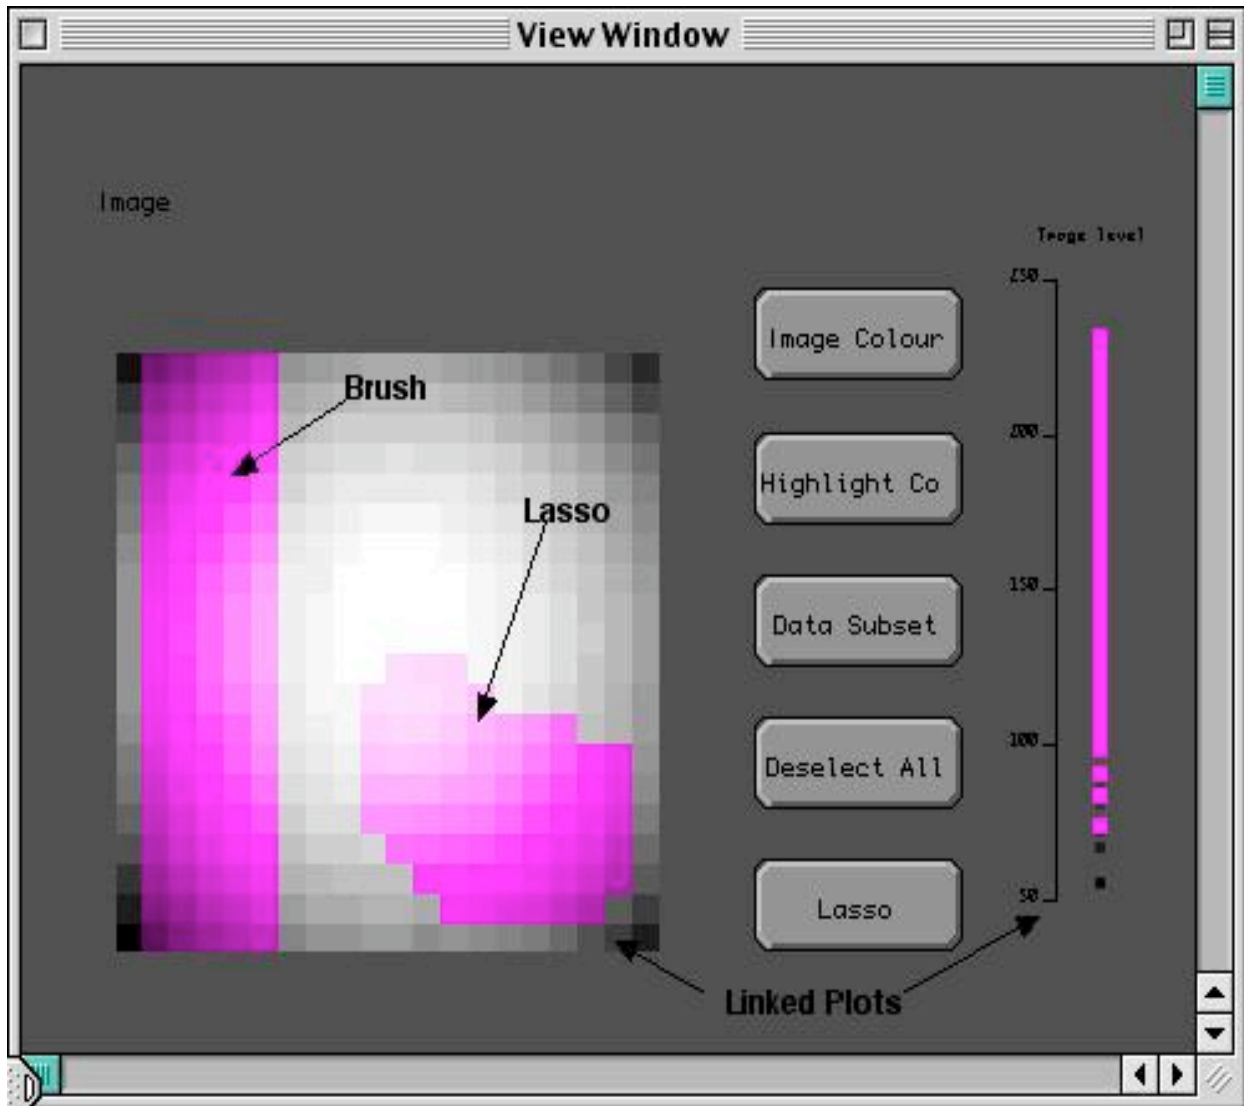 View Window
Image
Image level
250
Image Colour
Brush
200
Highlight Co
Lasso
150
Data Subset
100
Deselect All
50
Lasso
Linked Plots